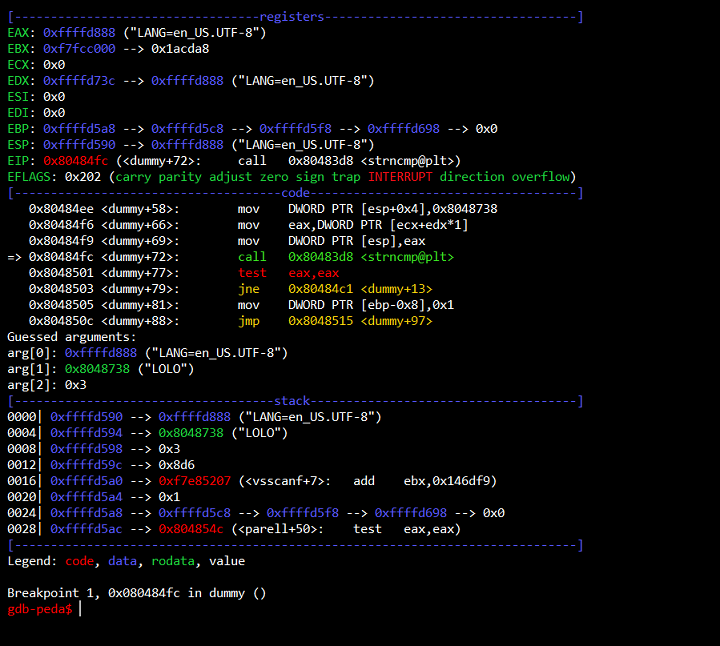 [----------------------------------registers-----------------------------------]
EAX: 0xffffd888 ("LANG=en_US.UTF-8")
EBX: 0xf7fcc000 --> 0x1acda8
ECX: 0x0
EDX: 0xffffd73c --> 0xffffd888 ("LANG=en_US.UTF-8")
ESI: 0x0
EDI: 0x0
EBP: 0xffffd5a8 --> 0xffffd5c8 --> 0xffffd5f8 --> 0xffffd698 --> 0x0
ESP: 0xffffd590 --> 0xffffd888 ("LANG=en_US.UTF-8")
EIP: 0x80484fc (<dummy+72>:     call   0x80483d8 <strncmp@plt>)
EFLAGS: 0x202 (carry parity adjust zero sign trap INTERRUPT direction overflow)
[-------------------------------------code-------------------------------------]
   0x80484ee <dummy+58>:        mov    DWORD PTR [esp+0x4],0x8048738
   0x80484f6 <dummy+66>:        mov    eax,DWORD PTR [ecx+edx*1]
   0x80484f9 <dummy+69>:        mov    DWORD PTR [esp],eax
=> 0x80484fc <dummy+72>:        call   0x80483d8 <strncmp@plt>
   0x8048501 <dummy+77>:        test   eax,eax
   0x8048503 <dummy+79>:        jne    0x80484c1 <dummy+13>
   0x8048505 <dummy+81>:        mov    DWORD PTR [ebp-0x8],0x1
   0x804850c <dummy+88>:        jmp    0x8048515 <dummy+97>
Guessed arguments:
arg[0]: 0xffffd888 ("LANG=en_US.UTF-8")
arg[1]: 0x8048738 ("LOLO")
arg[2]: 0x3
[------------------------------------stack-------------------------------------]
0000| 0xffffd590 --> 0xffffd888 ("LANG=en_US.UTF-8")
0004| 0xffffd594 --> 0x8048738 ("LOLO")
0008| 0xffffd598 --> 0x3
0012| 0xffffd59c --> 0x8d6
0016| 0xffffd5a0 --> 0xf7e85207 (<vsscanf+7>:   add    ebx,0x146df9)
0020| 0xffffd5a4 --> 0x1
0024| 0xffffd5a8 --> 0xffffd5c8 --> 0xffffd5f8 --> 0xffffd698 --> 0x0
0028| 0xffffd5ac --> 0x804854c (<parell+50>:    test   eax,eax)
[------------------------------------------------------------------------------]
Legend: code, data, rodata, value

Breakpoint 1, 0x080484fc in dummy ()
gdb-peda$